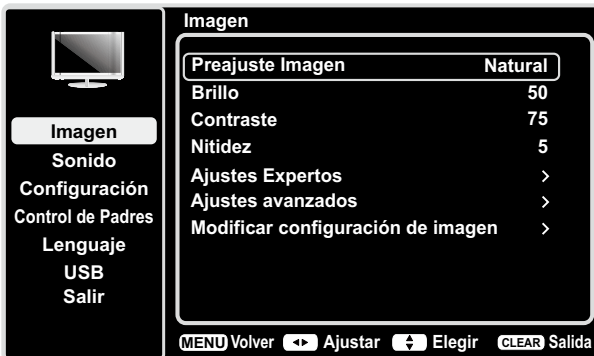 Imagen
Imagen
Sonido
Configuración
Control de Padres
Lenguaje
USB
Salir
Preajuste Imagen Natural
Brillo 50
Contraste 75
Nitidez 5
Ajustes Expertos >
Ajustes avanzados >
Modificar configuración de imagen >
MENU Volver Ajustar Elegir CLEAR Salida